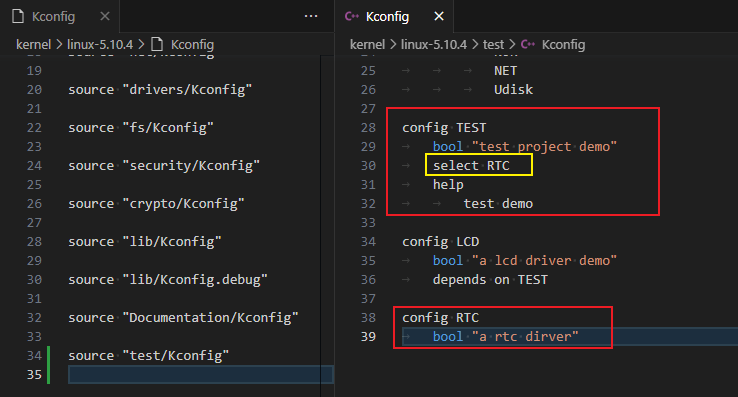 Kconfig
kernel > linux-5.10.4 > Kconfig
19
20 source "drivers/Kconfig"
21
22 source "fs/Kconfig"
23
24 source "security/Kconfig"
25
26 source "crypto/Kconfig"
27
28 source "lib/Kconfig"
29
30 source "lib/Kconfig.debug"
31
32 source "Documentation/Kconfig"
33
34 source "test/Kconfig"
35
Kconfig
kernel > linux-5.10.4 > test > Kconfig
25 NET
26 Udisk
27
28 config TEST
29 bool "test project demo"
30 select RTC
31 help
32 test demo
33
34 config LCD
35 bool "a lcd driver demo"
36 depends on TEST
37
38 config RTC
39 bool "a rtc dirver"